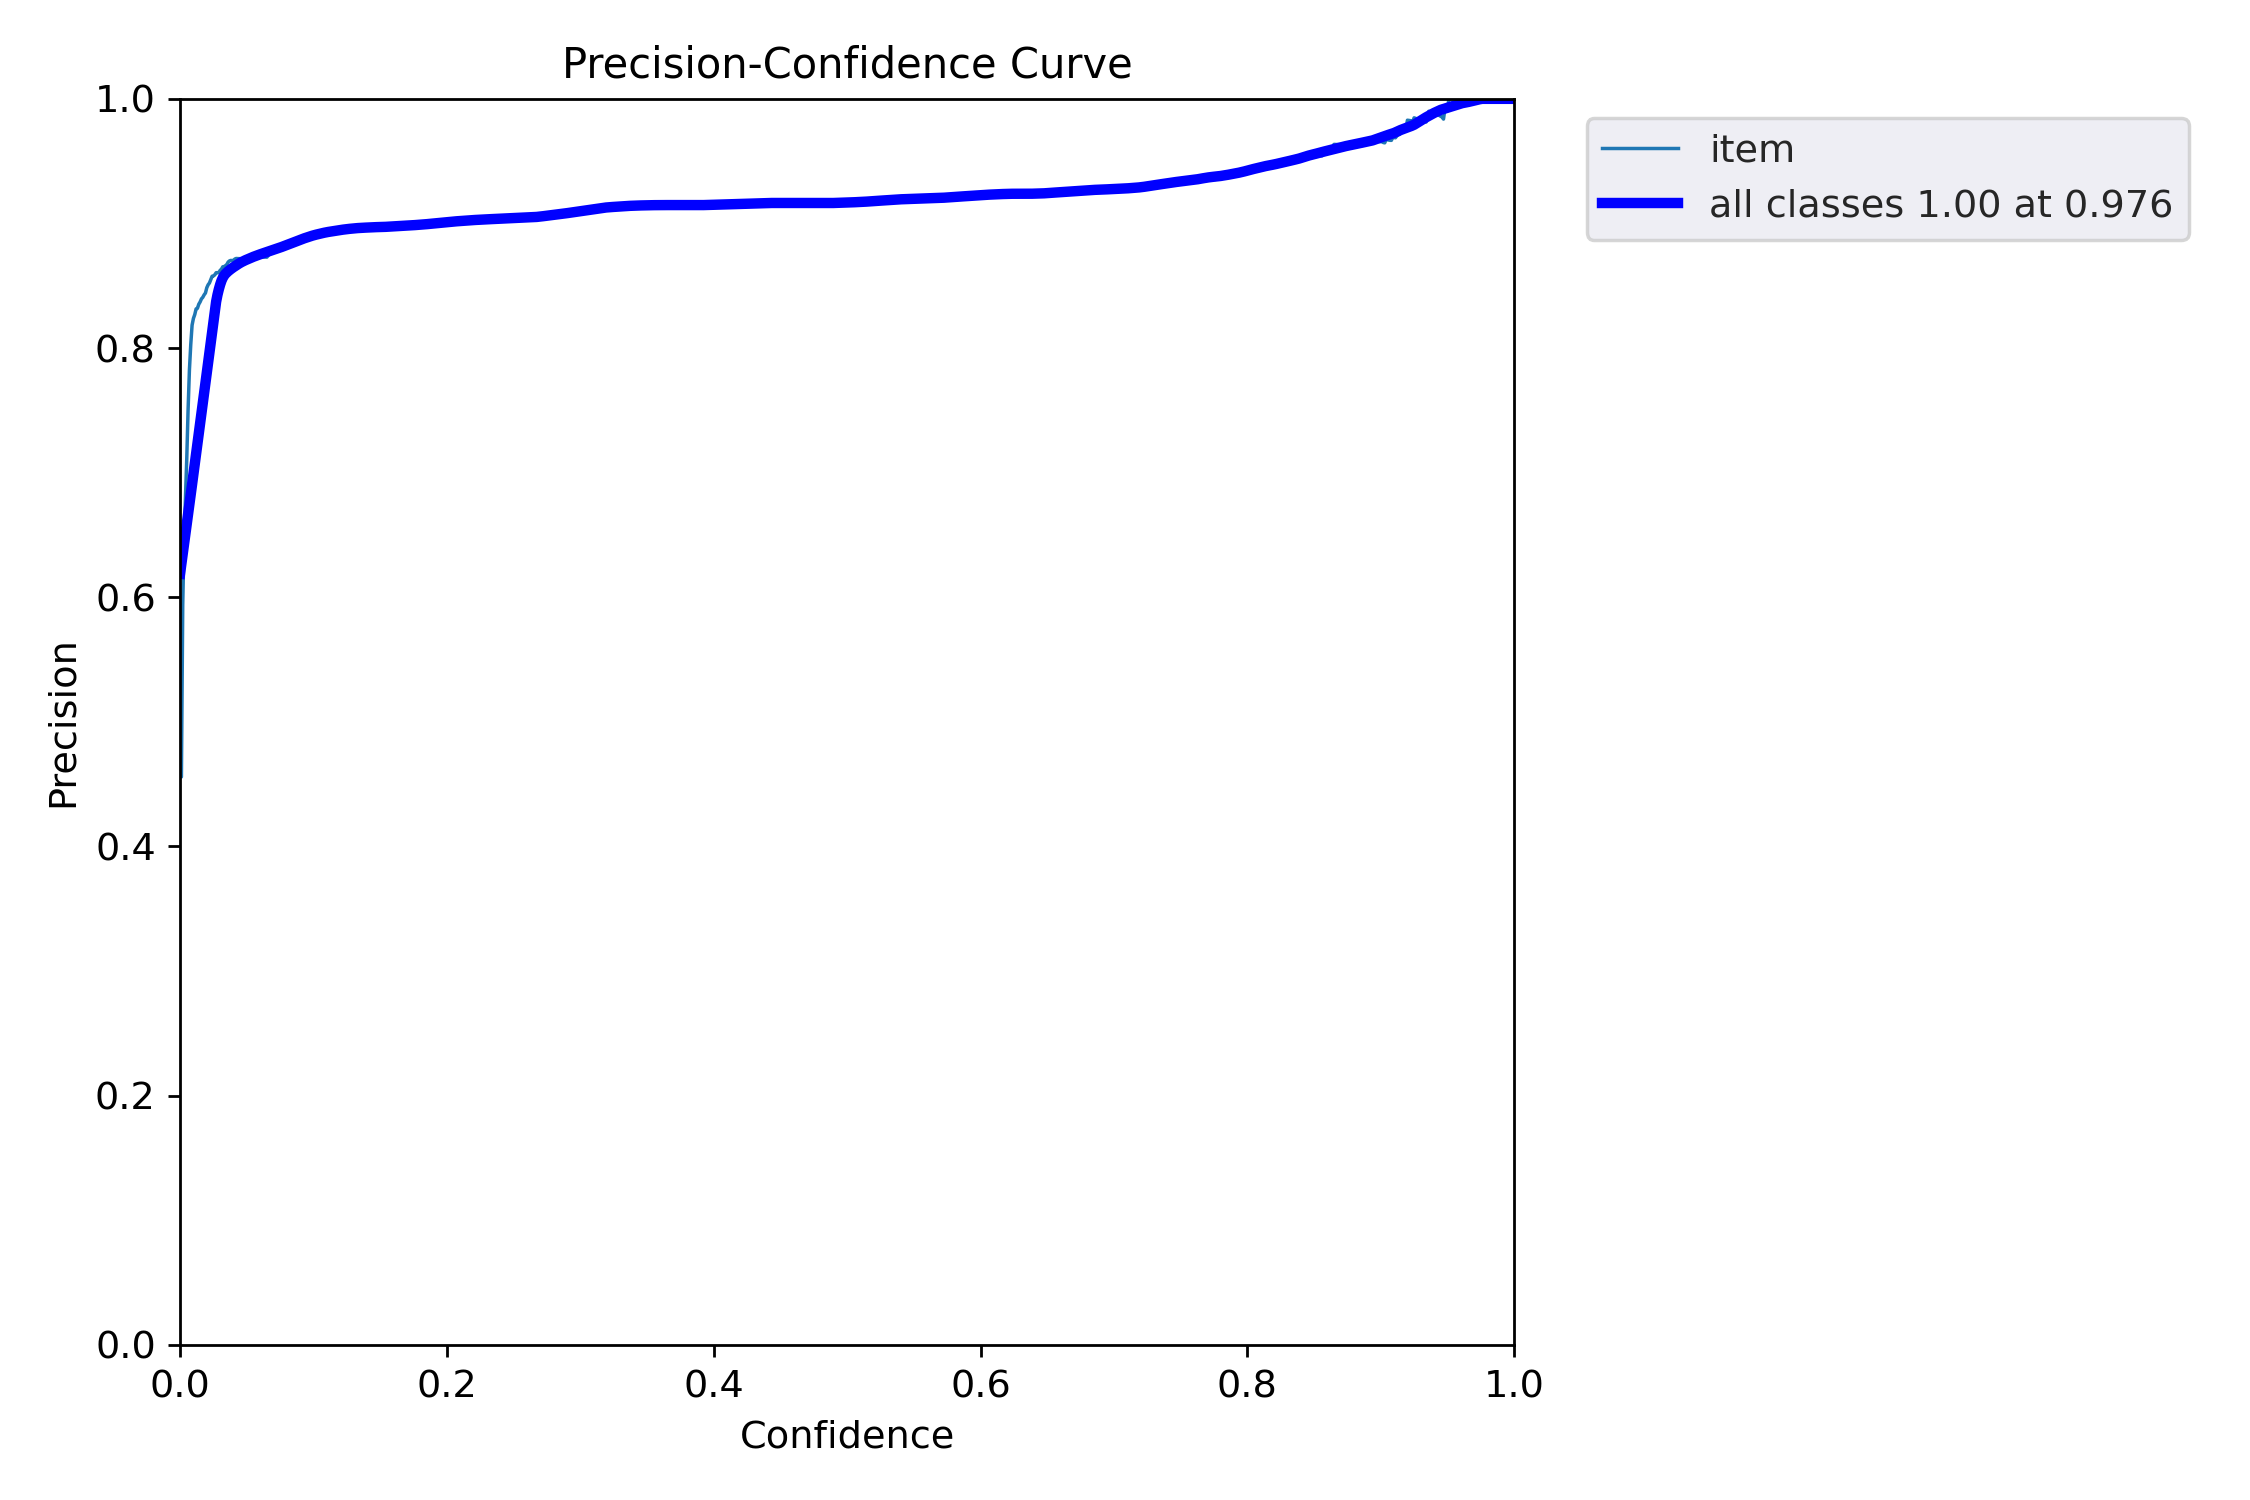 Precision-Confidence Curve
1.0
0.8
0.6
0.4
0.2
0.0
Precision
0.0 0.2 0.4 0.6 0.8 1.0
Confidence
item
all classes 1.00 at 0.976